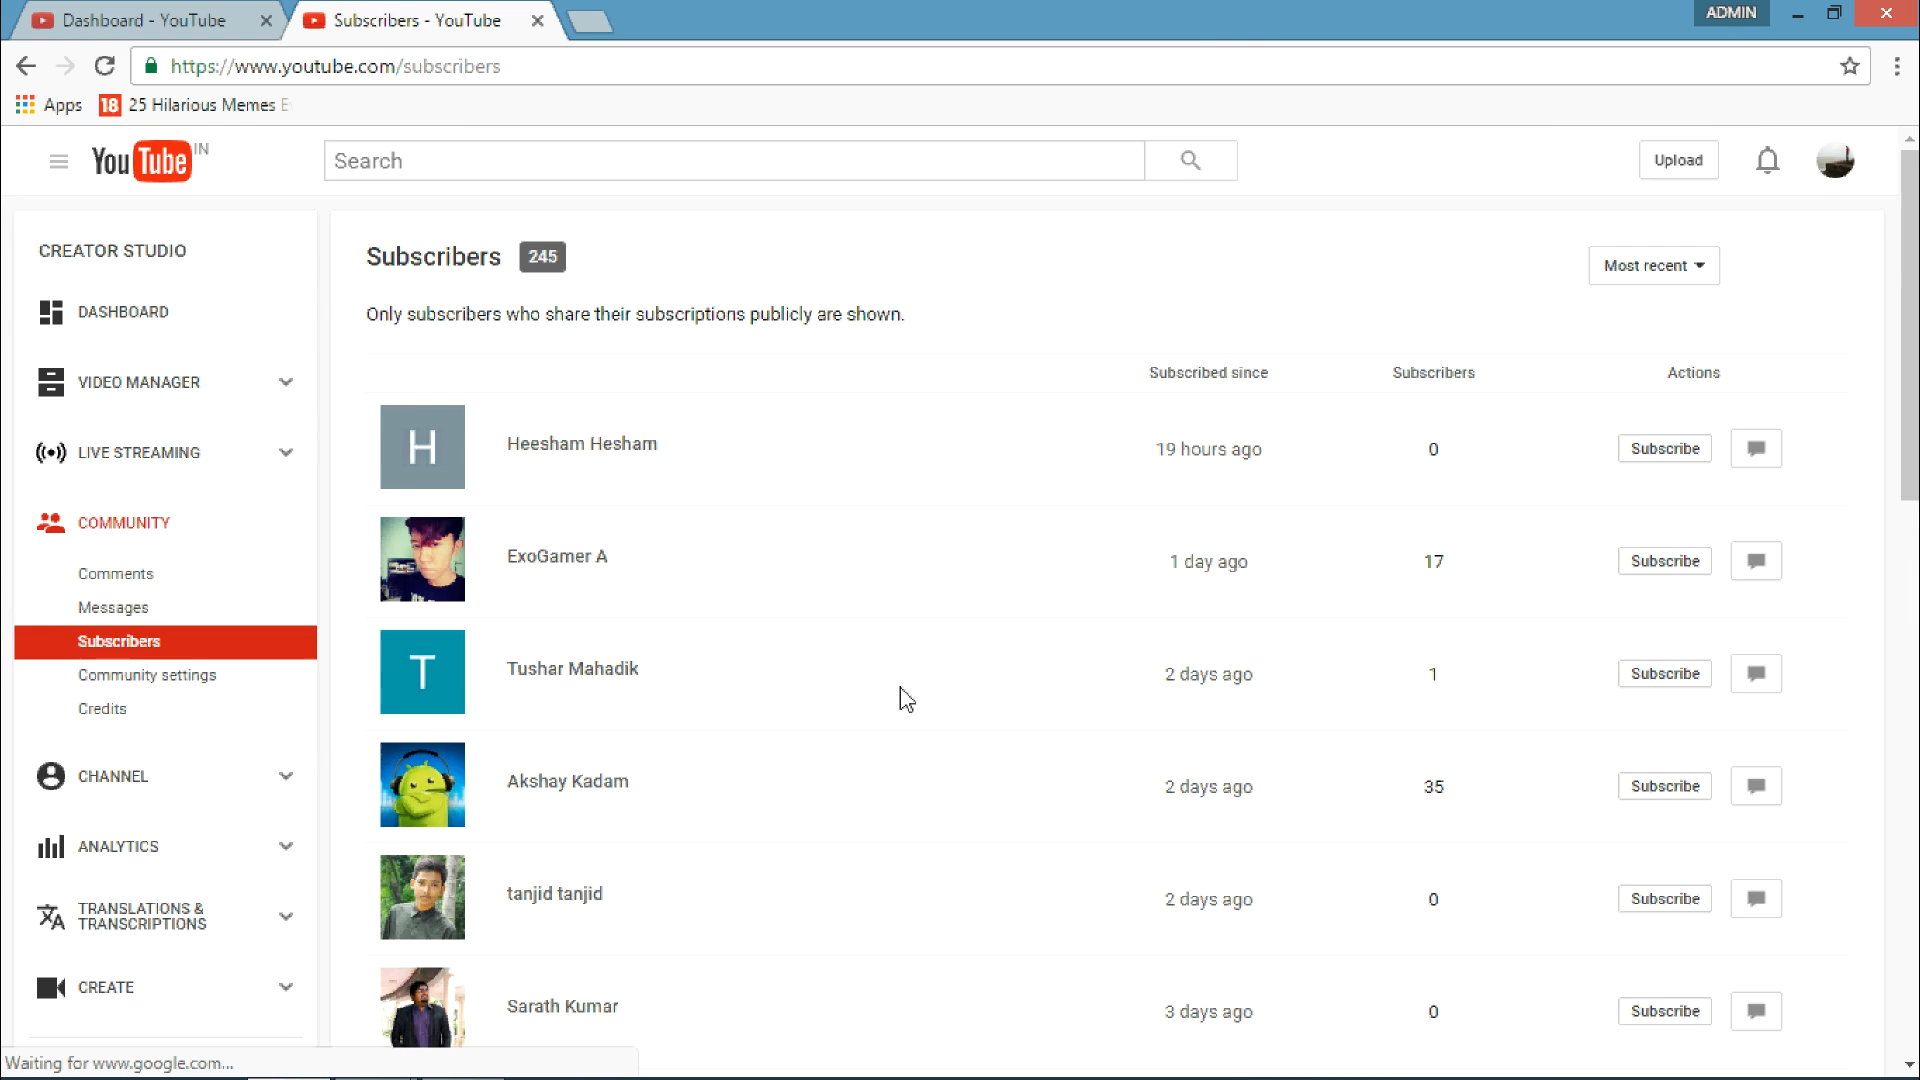 Dashboard - YouTube
Subscribers - YouTube
ADMIN
https://www.youtube.com/subscribers
Apps
18
25 Hilarious Memes E
YouTube IN
Search
Upload
CREATOR STUDIO
DASHBOARD
VIDEO MANAGER
LIVE STREAMING
COMMUNITY
Comments
Messages
Subscribers
Community settings
Credits
CHANNEL
ANALYTICS
TRANSLATIONS &
TRANSCRIPTIONS
CREATE
Subscribers 245
Most recent
Only subscribers who share their subscriptions publicly are shown.
Subscribed since Subscribers Actions
H Heesham Hesham 19 hours ago 0 Subscribe
ExoGamer A 1 day ago 17 Subscribe
T Tushar Mahadik 2 days ago 1 Subscribe
Akshay Kadam 2 days ago 35 Subscribe
tanjid tanjid 2 days ago 0 Subscribe
Sarath Kumar 3 days ago 0 Subscribe
Waiting for www.google.com...